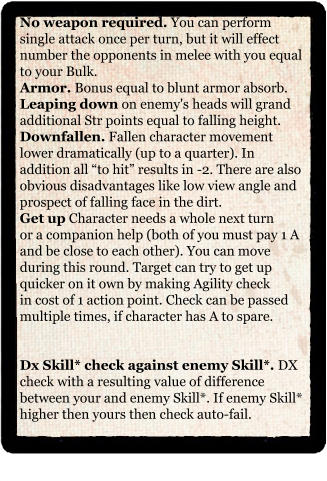 No weapon required. You can perform
single attack once per turn, but it will effect
number the opponents in melee with you equal
to your Bulk.
Armor. Bonus equal to blunt armor absorb.
Leaping down on enemy's heads will grand
additional Str points equal to falling height.
Downfallen. Fallen character movement
lower dramatically (up to a quarter). In
addition all “to hit” results in -2. There are also
obvious disadvantages like low view angle and
prospect of falling face in the dirt.
Get up Character needs a whole next turn
or a companion help (both of you must pay 1 A
and be close to each other). You can move
during this round. Target can try to get up
quicker on it own by making Agility check
in cost of 1 action point. Check can be passed
multiple times, if character has A to spare.
Dx Skill* check against enemy Skill*. DX
check with a resulting value of difference
between your and enemy Skill*. If enemy Skill*
higher then yours then check auto-fail.